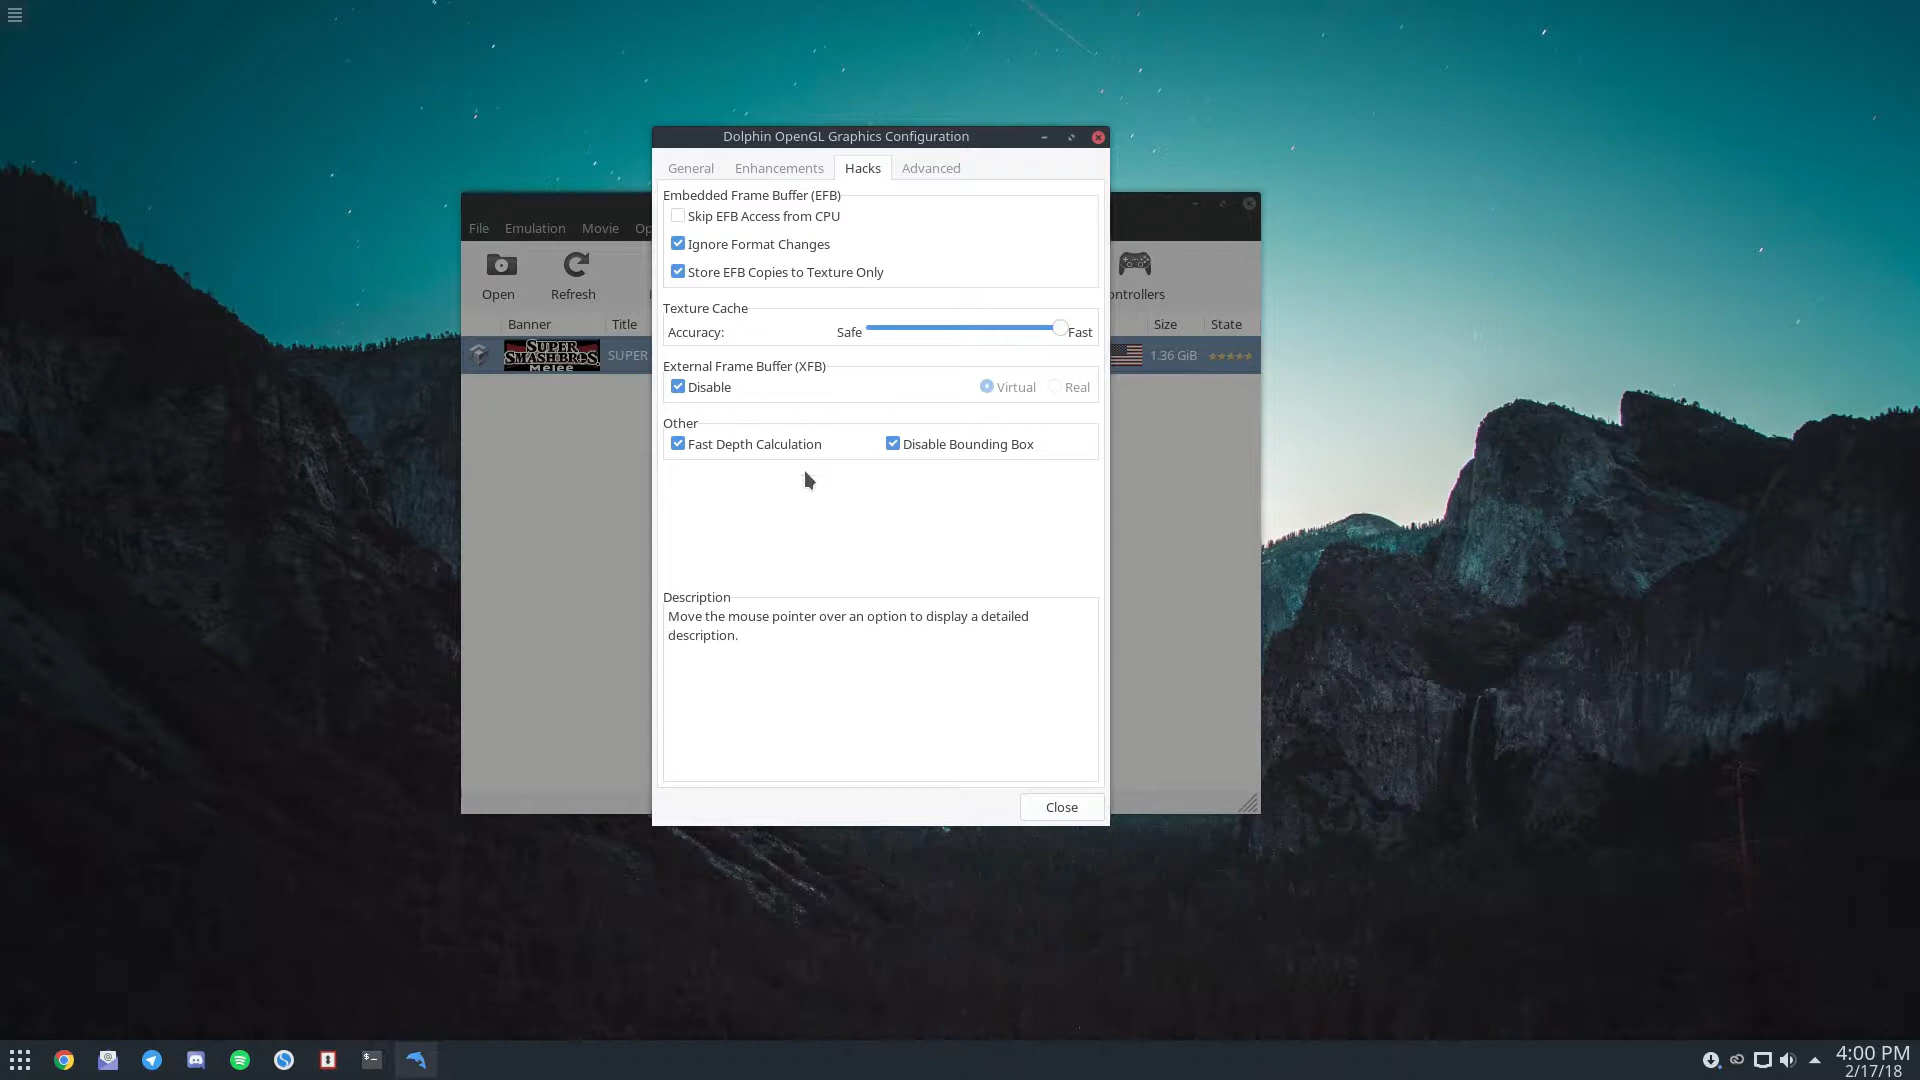 Dolphin OpenGL Graphics Configuration
General Enhancements Hacks Advanced
Embedded Frame Buffer (EFB)
Skip EFB Access from CPU
Ignore Format Changes
Store EFB Copies to Texture Only
Texture Cache
Accuracy: Safe Fast
External Frame Buffer (XFB)
Disable Virtual Real
Other
Fast Depth Calculation Disable Bounding Box
Description
Move the mouse pointer over an option to display a detailed
description.
Close
File Emulation Movie Op
Open Refresh ontrollers
Banner Title Size State
SUPER SMASH BROS. Melee SUPER 1.36 GiB
4:00 PM
2/17/18